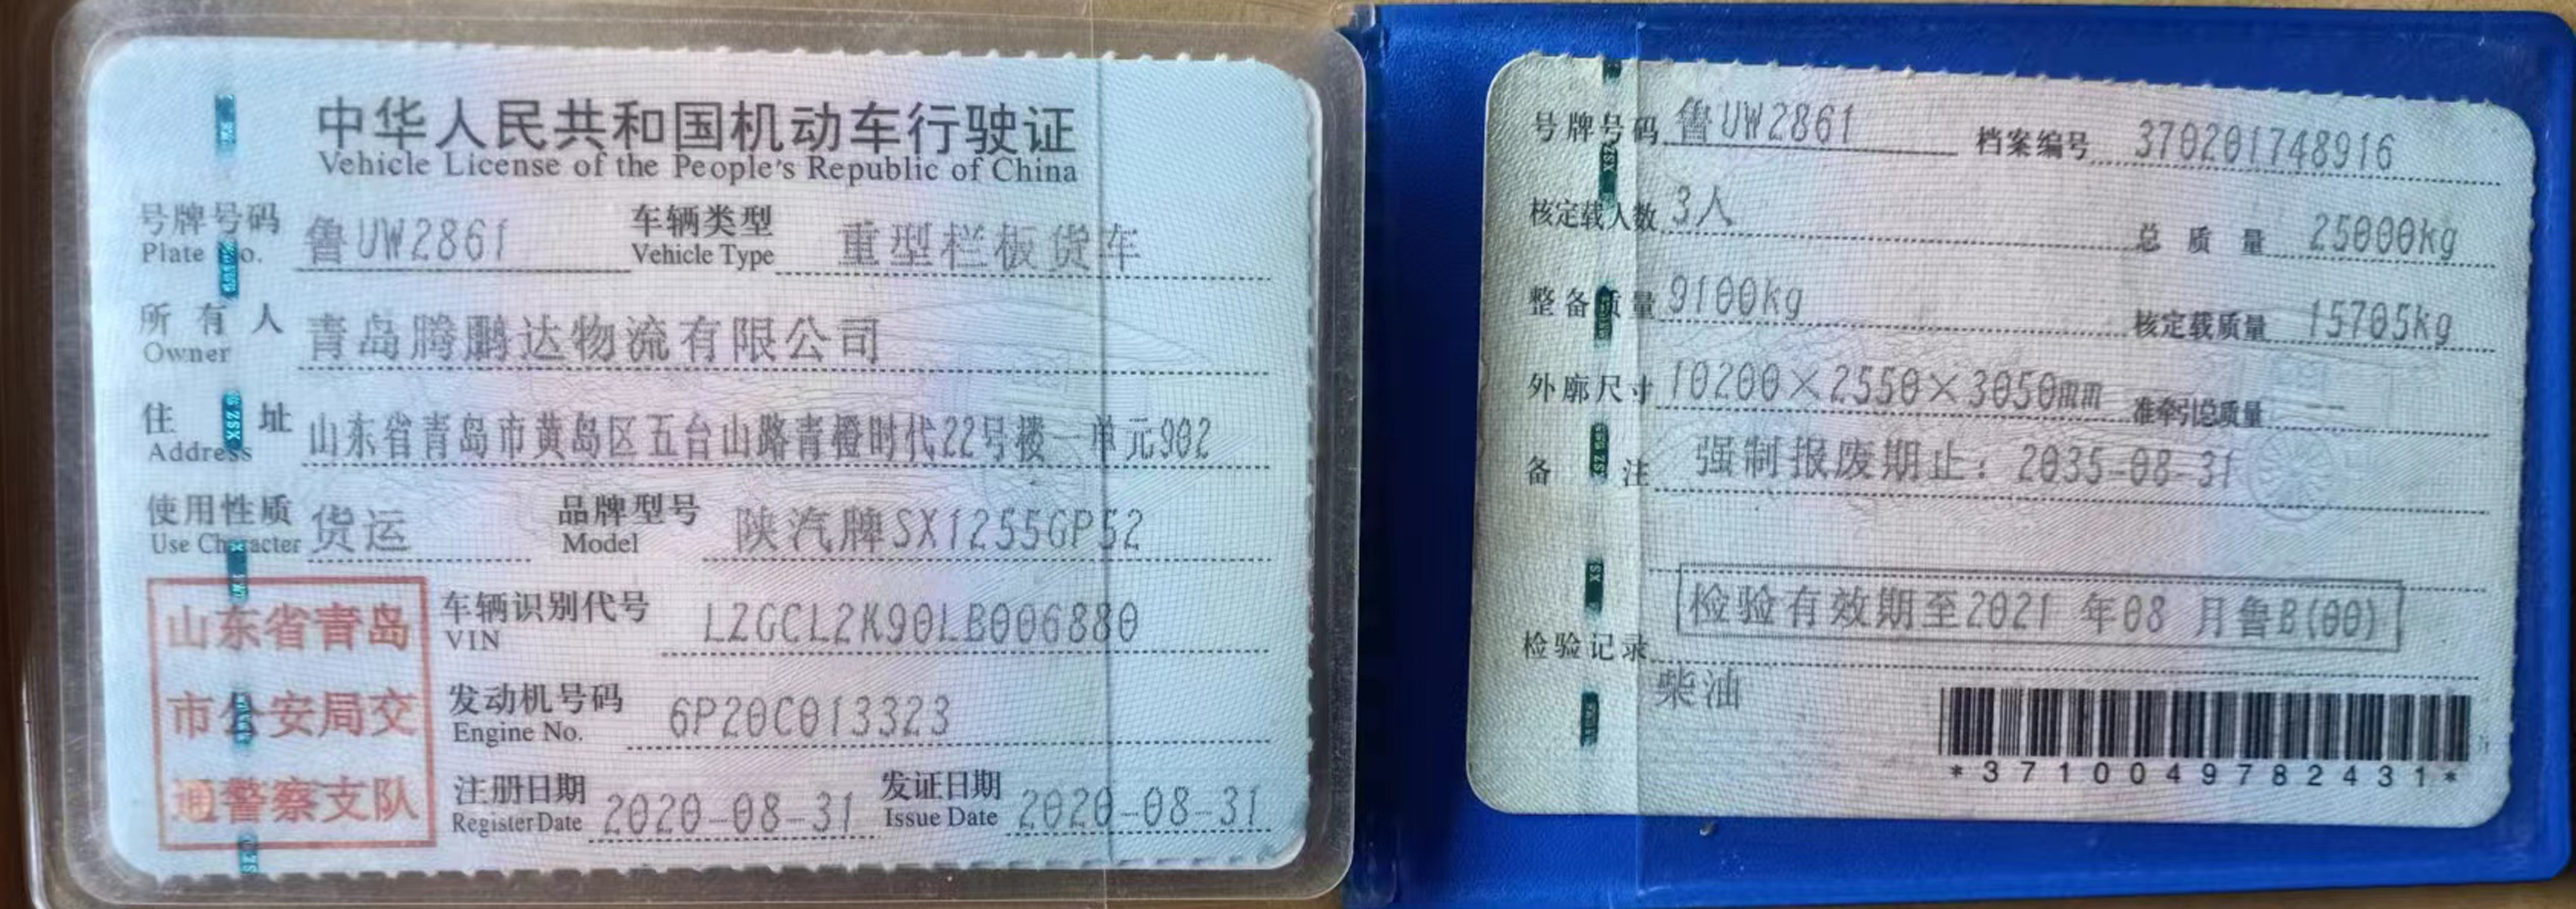 中华人民共和国机动车行驶证
Vehicle License of the People's Republic of China
号牌号码 鲁UW2861 车辆类型 重型栏板货车
Plate No. Vehicle Type
所有人 青岛腾鹏达物流有限公司
Owner
住址 山东省青岛市黄岛区五台山路青橙时代22号楼一单元902
Address
使用性质 货运 品牌型号 陕汽牌SX1255GP52
Use Character Model
车辆识别代号 LZGCL2K90LB006880
VIN
发动机号码 6P20C013323
Engine No.
注册日期 2020-08-31 发证日期 2020-08-31
Register Date Issue Date
山东省青岛
市公安局交
通警察支队
号牌号码 鲁UW2861 档案编号 370201748916
核定载人数 3人 总质量 25000kg
整备质量 9100kg 核定载质量 15705kg
外廓尺寸 10200×2550×3050mm 准牵引总质量 --
备注 强制报废期止：2035-08-31
检验有效期至2021 年08 月鲁B(00)
检验记录
柴油
*3710049782431*